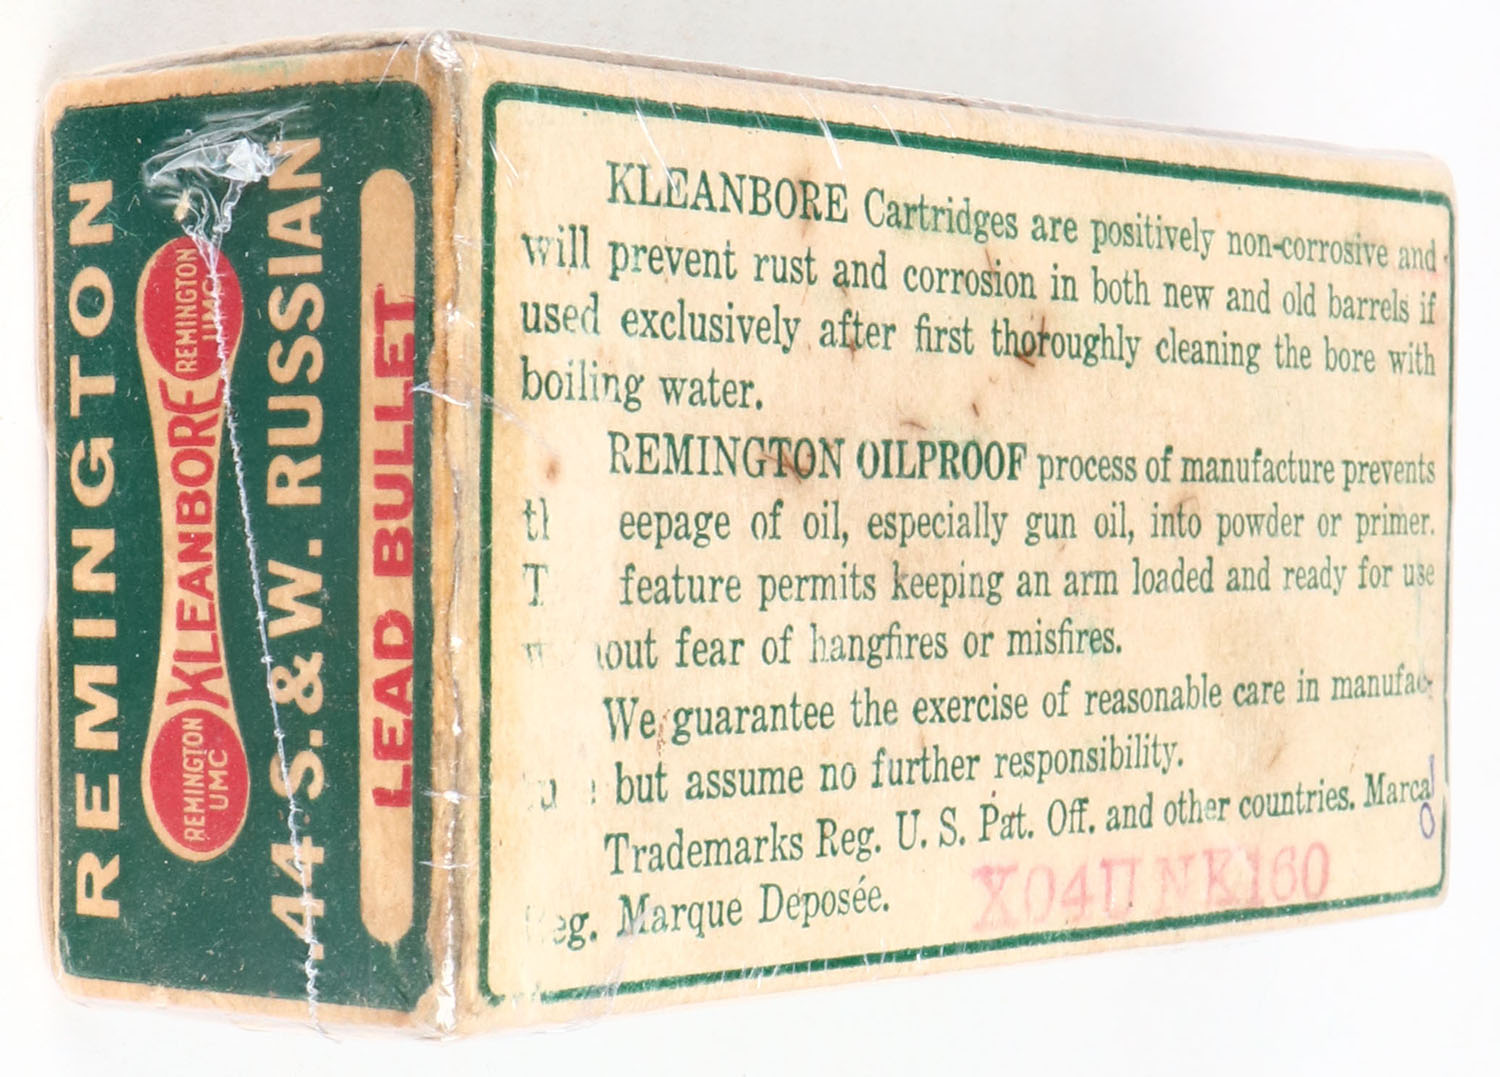 REMINGTON
REMINGTON
UMC
KLEANBORE
REMINGTON
UMC
44 S. & W. RUSSIAN
LEAD BULLET
KLEANBORE Cartridges are positively non-corrosive and
will prevent rust and corrosion in both new and old barrels if
used exclusively after first thoroughly cleaning the bore with
boiling water.
REMINGTON OILPROOF process of manufacture prevents
eepage of oil, especially gun oil, into powder or primer.
feature permits keeping an arm loaded and ready for use
out fear of hangfires or misfires.
We guarantee the exercise of reasonable care in manufac-
but assume no further responsibility.
Trademarks Reg. U. S. Pat. Off. and other countries. Marca
eg. Marque Deposée.
X04U NK160